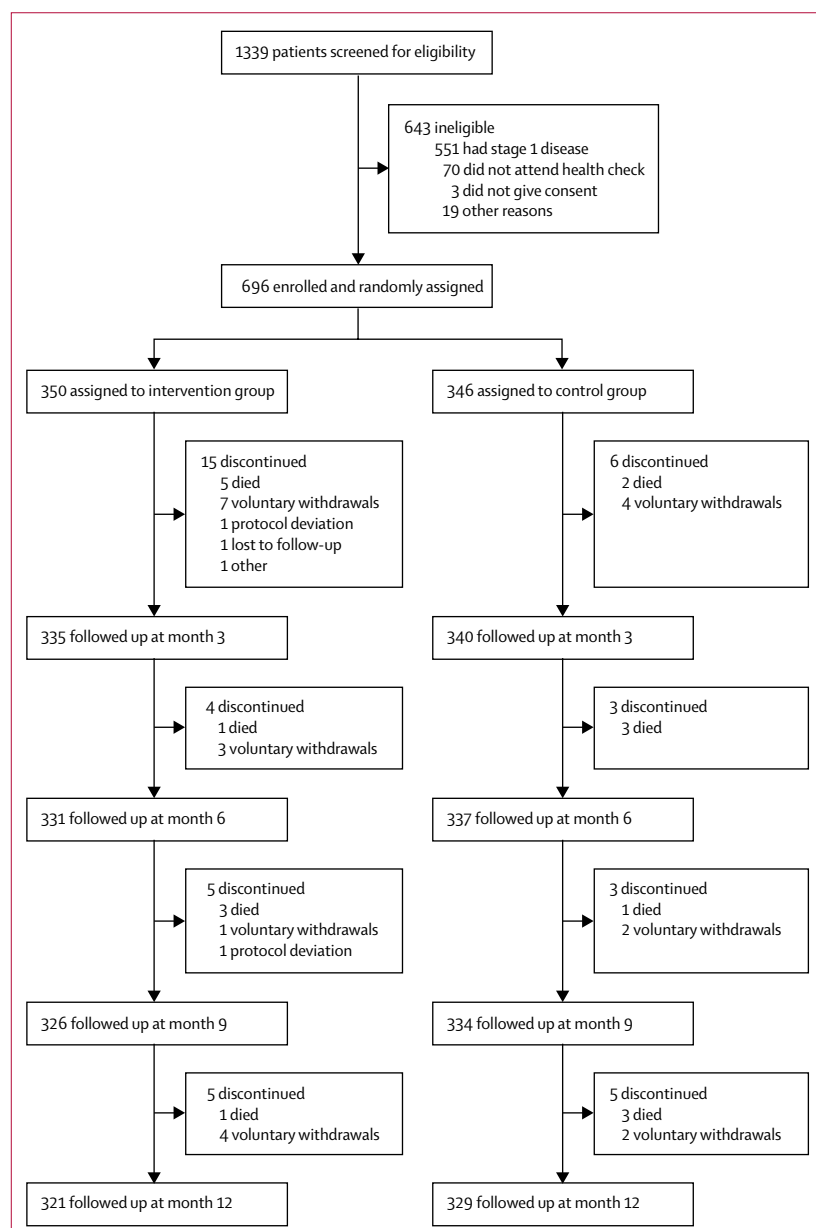 1339 patients screened for eligibility
643 ineligible
551 had stage 1 disease
70 did not attend health check
3 did not give consent
19 other reasons
696 enrolled and randomly assigned
350 assigned to intervention group
346 assigned to control group
15 discontinued
5 died
7 voluntary withdrawals
1 protocol deviation
1 lost to follow-up
1 other
6 discontinued
2 died
4 voluntary withdrawals
335 followed up at month 3
340 followed up at month 3
4 discontinued
1 died
3 voluntary withdrawals
3 discontinued
3 died
331 followed up at month 6
337 followed up at month 6
5 discontinued
3 died
1 voluntary withdrawals
1 protocol deviation
3 discontinued
1 died
2 voluntary withdrawals
326 followed up at month 9
334 followed up at month 9
5 discontinued
1 died
4 voluntary withdrawals
5 discontinued
3 died
2 voluntary withdrawals
321 followed up at month 12
329 followed up at month 12